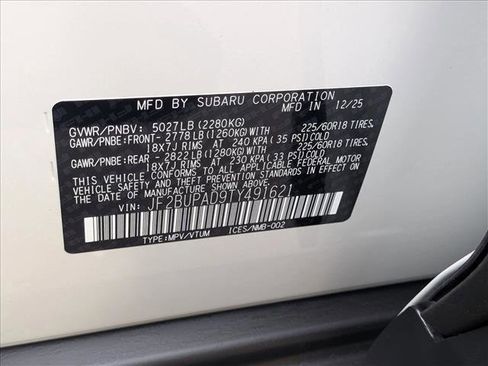 MFD BY SUBARU CORPORATION 12/25
GVWR/PNBV: 5027LB (2280KG)
GAWR/PNBE:FRONT-2778LB(1260KG)WITH 225/60R18 TIRES,
18X7J RIMS AT 240 KPA( 35 PSI)COLD
GAWR/PNBE:REAR -2822LB(1280KG)WITH 225/60R18 TIRES,
18X7J RIMS AT 230 KPA( 33 PSI)COLD
THIS VEHICLE CONFORMS TO ALL APPLICABLE FEDERAL MOTOR
VEHICLE SAFETY, BUMPER, AND THEFT PREVENTION STANDARDS IN EFFECT
ON THE DATE OF MANUFACTURE SHOWN ABOVE.
JF2BUPAD9TY491621
TYPE:MPV/VTUM ICES/NMB-002